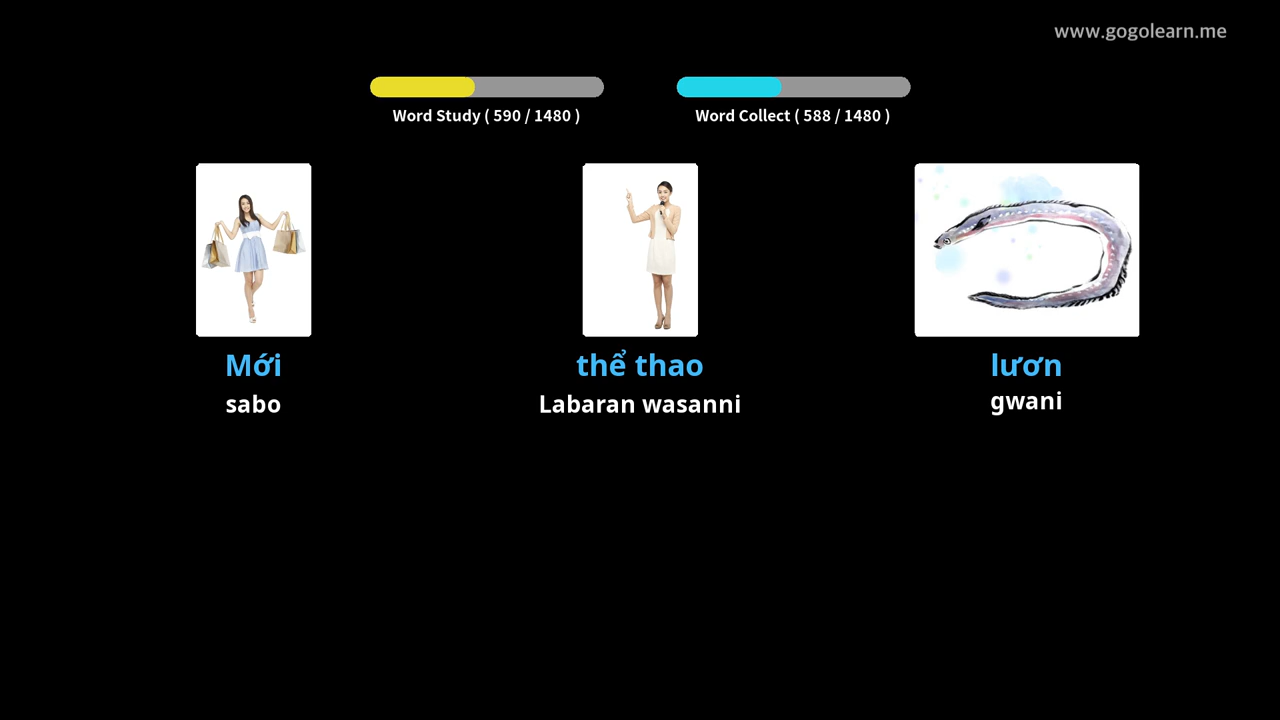 www.gogolearn.me
Word Study ( 590 / 1480 )
Word Collect ( 588 / 1480 )
Mới
sabo
thể thao
Labaran wasanni
lươn
gwani